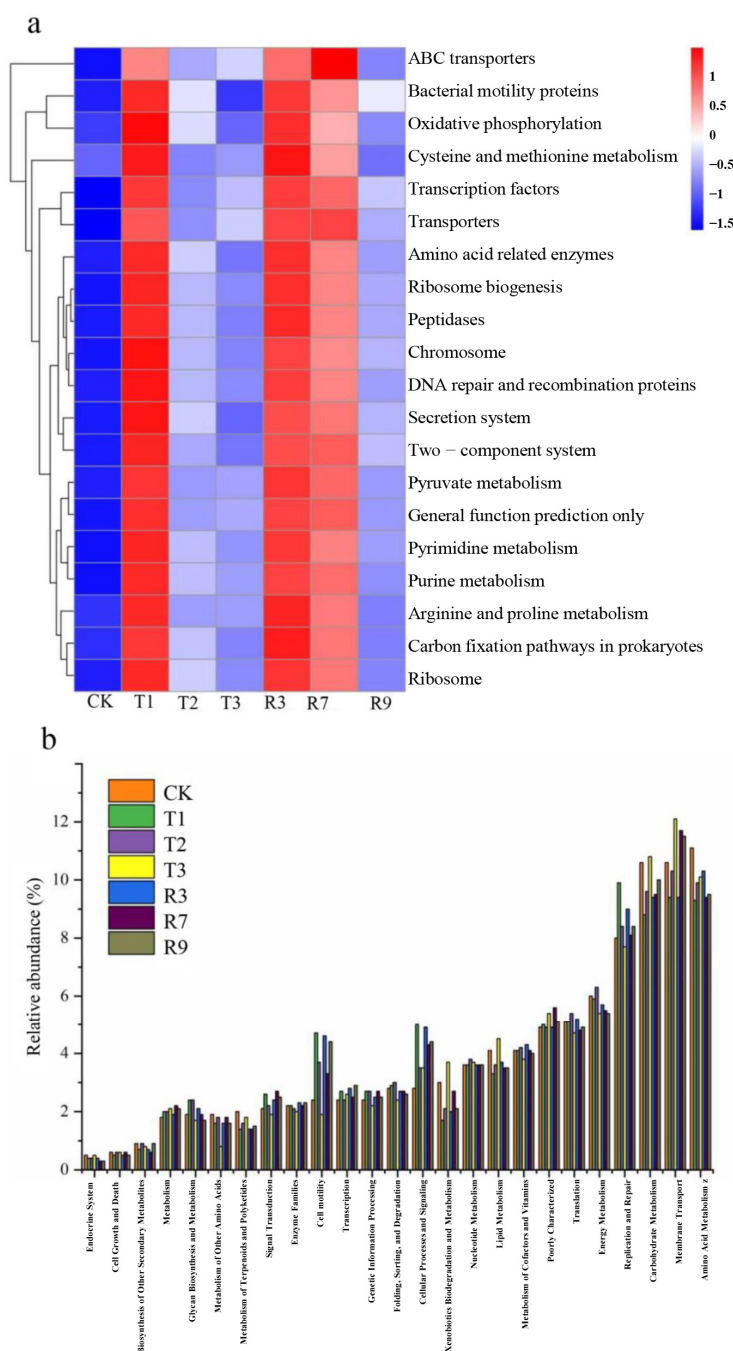 a
ABC transporters
Bacterial motility proteins
Oxidative phosphorylation
Cysteine and methionine metabolism
Transcription factors
Transporters
Amino acid related enzymes
Ribosome biogenesis
Peptidases
Chromosome
DNA repair and recombination proteins
Secretion system
Two − component system
Pyruvate metabolism
General function prediction only
Pyrimidine metabolism
Purine metabolism
Arginine and proline metabolism
Carbon fixation pathways in prokaryotes
Ribosome
1
0.5
0
−0.5
−1
−1.5
CK T1 T2 T3 R3 R7 R9
b
CK
T1
T2
T3
R3
R7
R9
Relative abundance (%)
12
10
8
6
4
2
0
Endocrine System
Cell Growth and Death
Biosynthesis of Other Secondary Metabolites
Metabolism
Glycan Biosynthesis and Metabolism
Metabolism of Other Amino Acids
Metabolism of Terpenoids and Polyketides
Signal Transduction
Enzyme Families
Cell motility
Transcription
Genetic Information Processing
Folding, Sorting, and Degradation
Cellular Processes and Signaling
Xenobiotics Biodegradation and Metabolism
Nucleotide Metabolism
Lipid Metabolism
Metabolism of Cofactors and Vitamins
Poorly Characterized
Translation
Energy Metabolism
Replication and Repair
Carbohydrate Metabolism
Membrane Transport
Amino Acid Metabolism z